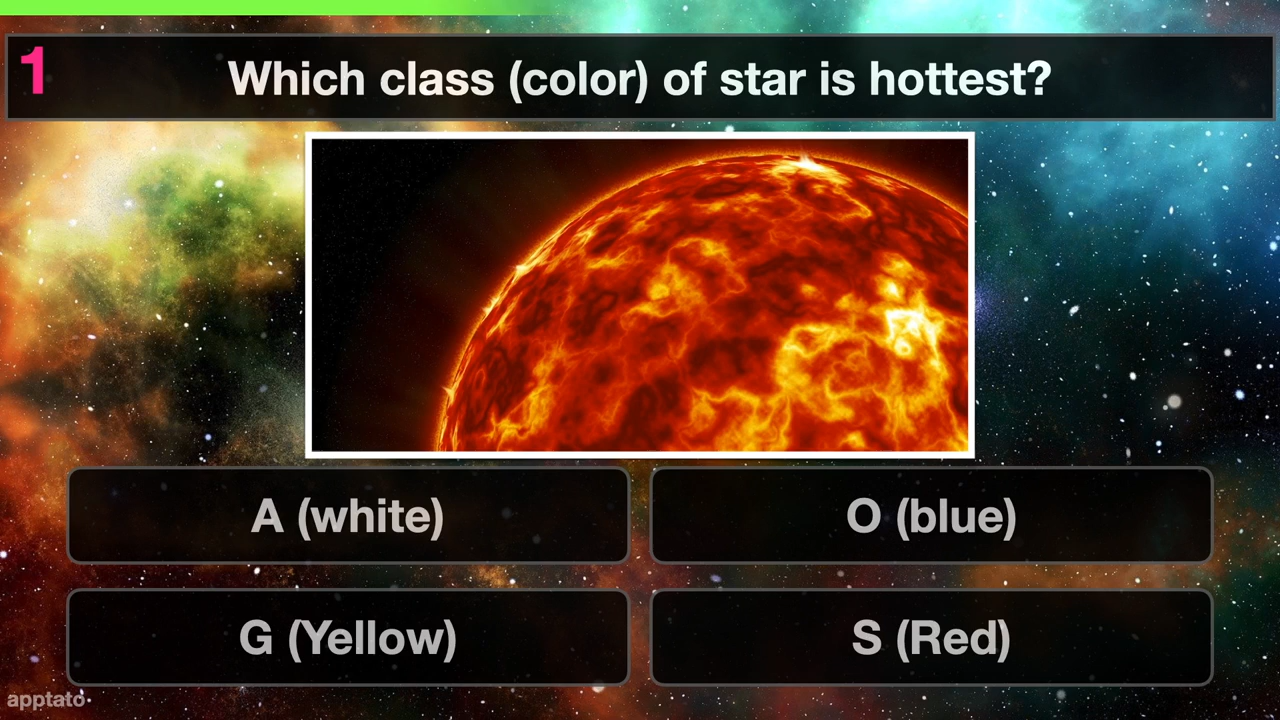 1
Which class (color) of star is hottest?
A (white)
O (blue)
G (Yellow)
S (Red)
apptato